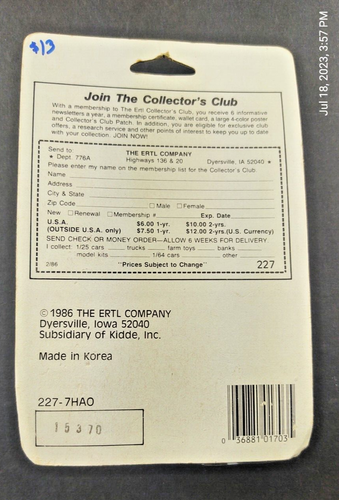 $13
Jul 18, 2023, 3:57 PM
Join The Collector's Club
With a membership to The Ertl Collector's Club, you receive 6 informative
newsletters a year, a membership certificate, wallet card, a large 4-color poster
and Collector's Club Patch. In addition, you are eligible for exclusive club
offers, a research service and other points of interest to keep you up to date
with your collection. JOIN NOW!
Send to: THE ERTL COMPANY
★ Dept. 776A Highways 136 & 20 Dyersville, IA 52040 ★
Please enter my name on the membership list for the Collector's Club
Name
Address
City & State
Zip Code □ Male □ Female
New □ Renewal □ Membership # Exp. Date
U.S.A. $6.00 1-yr. $10.00 2-yrs.
(OUTSIDE U.S.A. only) $7.50 1-yr. $12.00 2-yrs. (U.S. Currency)
SEND CHECK OR MONEY ORDER—ALLOW 6 WEEKS FOR DELIVERY.
I collect: 1/25 cars trucks farm toys banks
model kits 1/64 cars other
2/86 "Prices Subject to Change" 227
© 1986 THE ERTL COMPANY
Dyersville, Iowa 52040
Subsidiary of Kidde, Inc.
Made in Korea
227-7HAO
15370
0 36881 01703